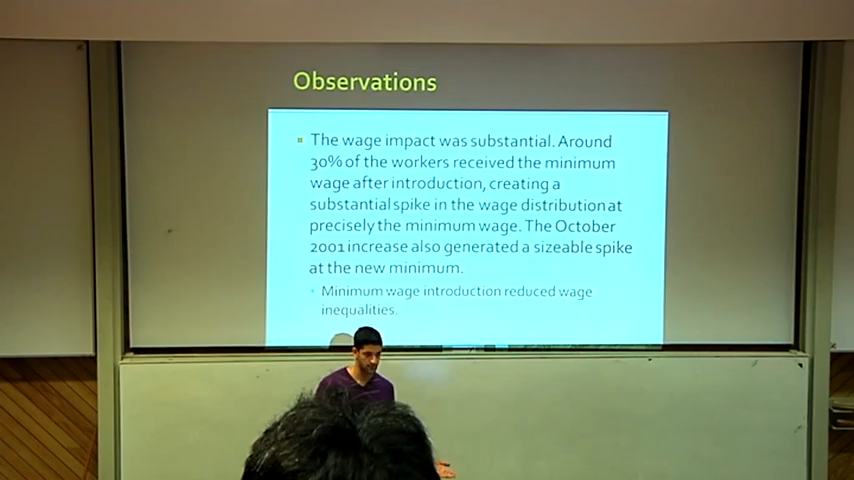 Observations
The wage impact was substantial. Around
30% of the workers received the minimum
wage after introduction, creating a
substantial spike in the wage distribution at
precisely the minimum wage. The October
2001 increase also generated a sizeable spike
at the new minimum.
Minimum wage introduction reduced wage
inequalities.